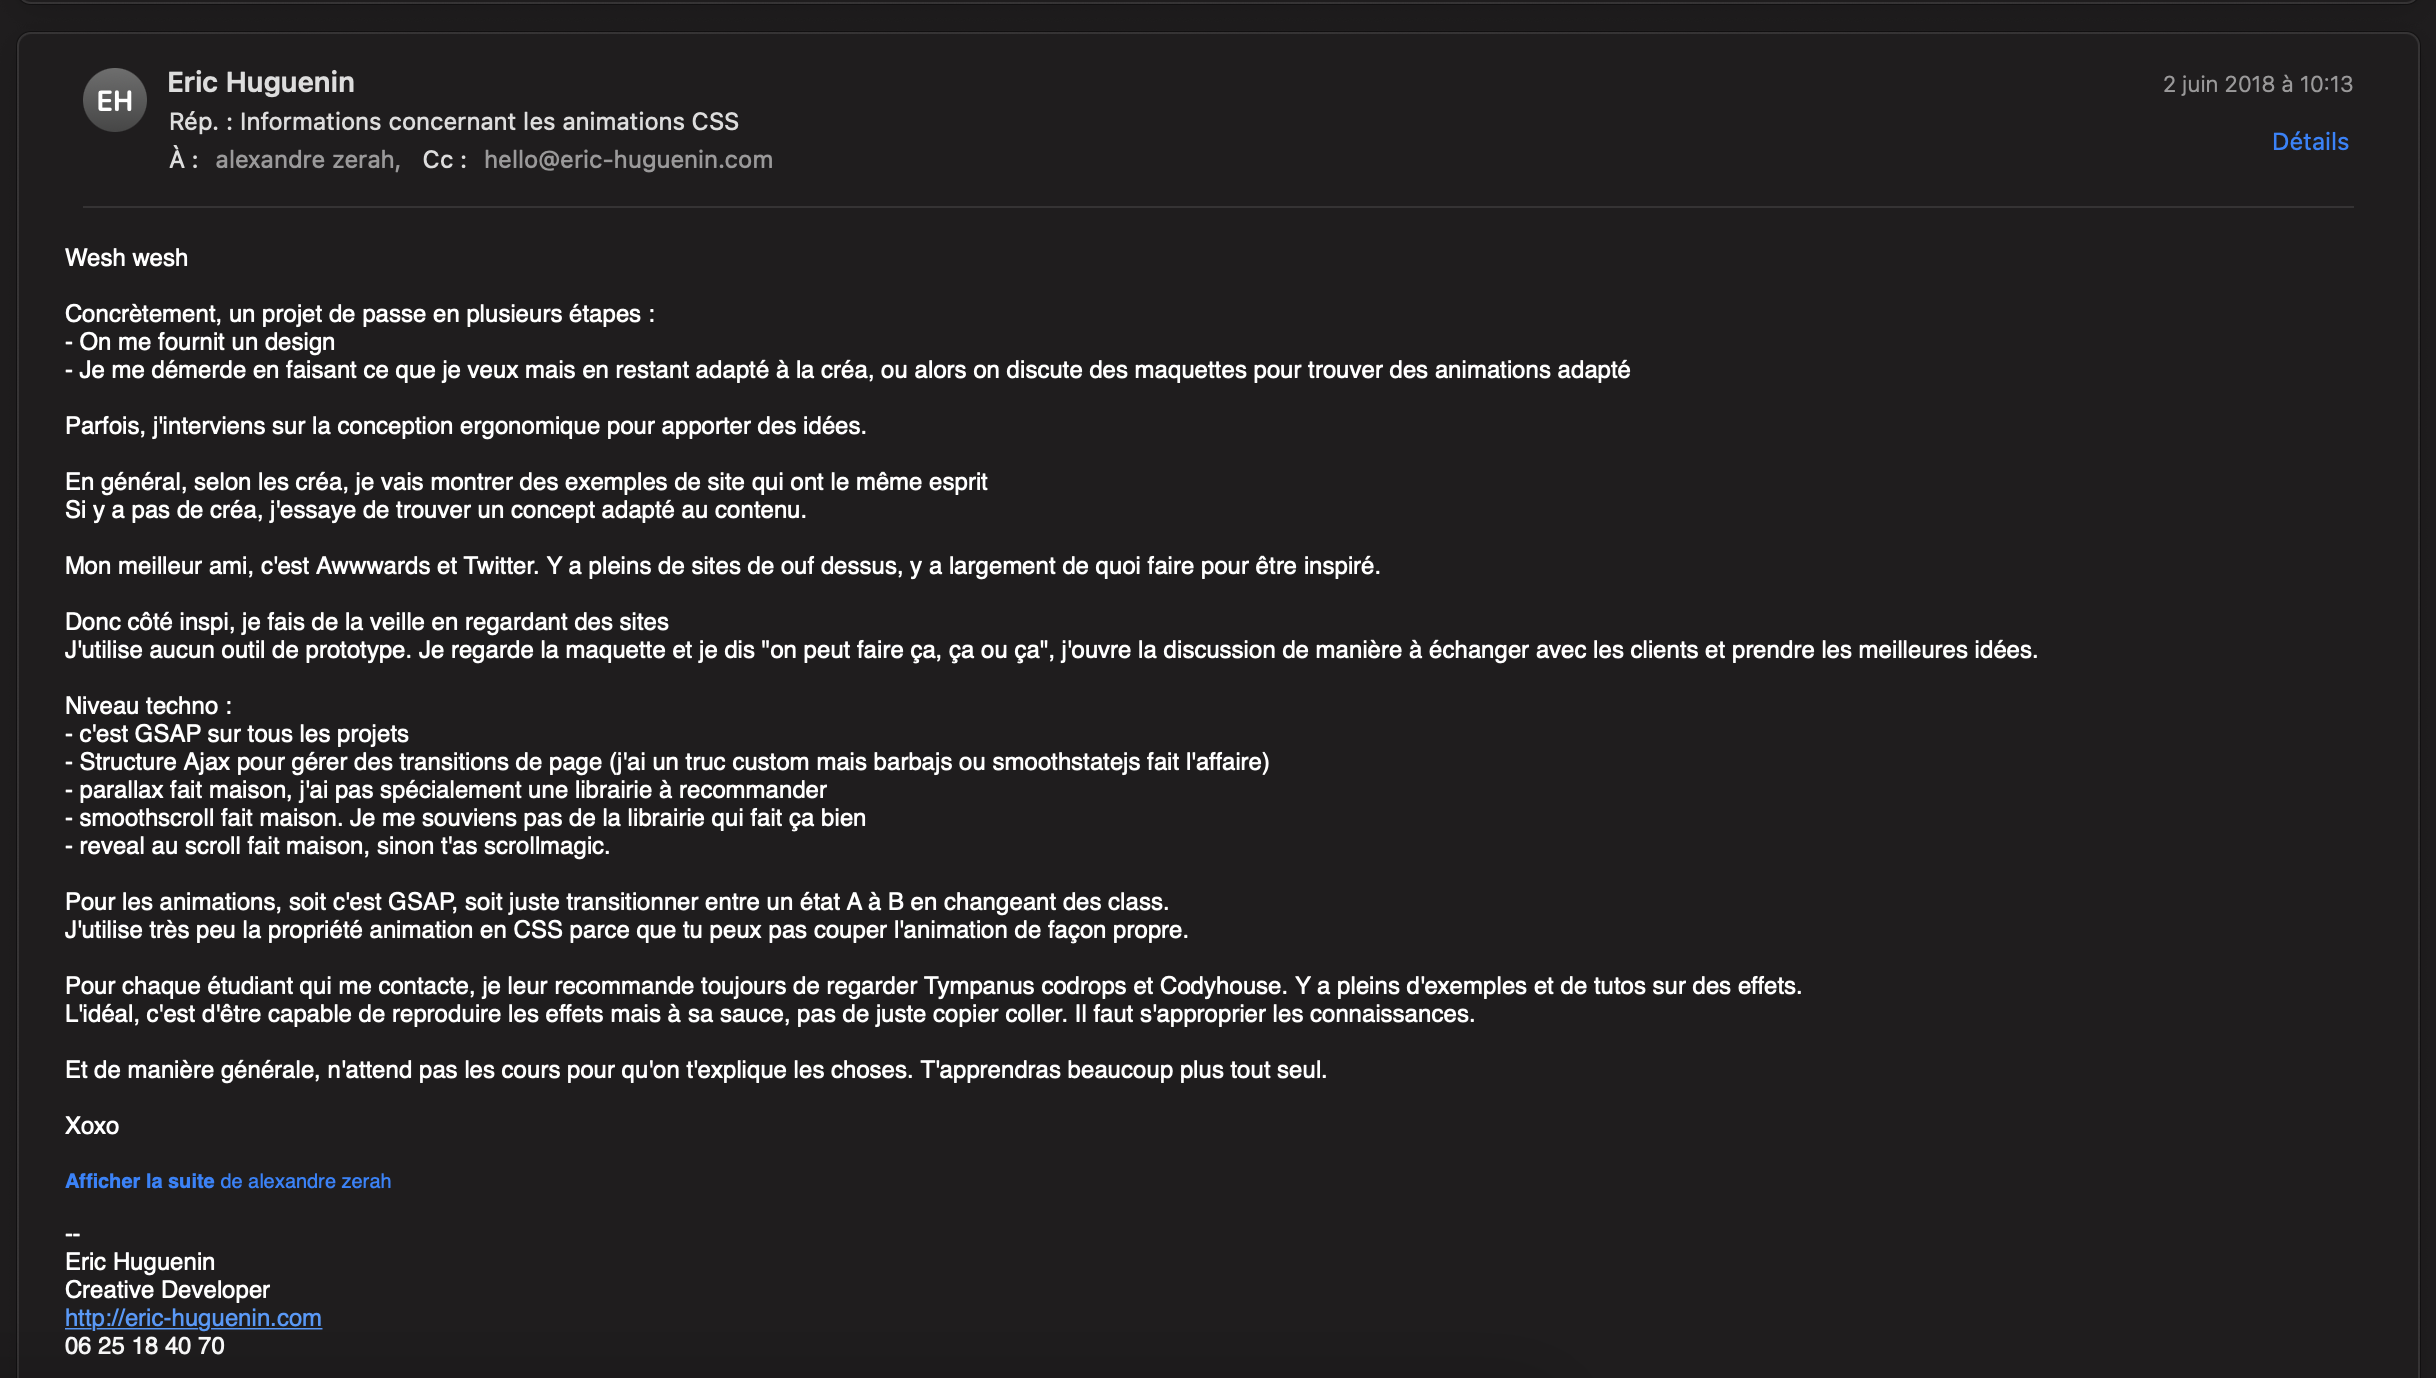 EH
Eric Huguenin
2 juin 2018 à 10:13
Rép. : Informations concernant les animations CSS
Détails
À : alexandre zerah, Cc : hello@eric-huguenin.com
Wesh wesh
Concrètement, un projet de passe en plusieurs étapes :
- On me fournit un design
- Je me démerde en faisant ce que je veux mais en restant adapté à la créa, ou alors on discute des maquettes pour trouver des animations adapté
Parfois, j'interviens sur la conception ergonomique pour apporter des idées.
En général, selon les créa, je vais montrer des exemples de site qui ont le même esprit
Si y a pas de créa, j'essaye de trouver un concept adapté au contenu.
Mon meilleur ami, c'est Awwwards et Twitter. Y a pleins de sites de ouf dessus, y a largement de quoi faire pour être inspiré.
Donc côté inspi, je fais de la veille en regardant des sites
J'utilise aucun outil de prototype. Je regarde la maquette et je dis "on peut faire ça, ça ou ça", j'ouvre la discussion de manière à échanger avec les clients et prendre les meilleures idées.
Niveau techno :
- c'est GSAP sur tous les projets
- Structure Ajax pour gérer des transitions de page (j'ai un truc custom mais barbajs ou smoothstatejs fait l'affaire)
- parallax fait maison, j'ai pas spécialement une librairie à recommander
- smoothscroll fait maison. Je me souviens pas de la librairie qui fait ça bien
- reveal au scroll fait maison, sinon t'as scrollmagic.
Pour les animations, soit c'est GSAP, soit juste transitionner entre un état A à B en changeant des class.
J'utilise très peu la propriété animation en CSS parce que tu peux pas couper l'animation de façon propre.
Pour chaque étudiant qui me contacte, je leur recommande toujours de regarder Tympanus codrops et Codyhouse. Y a pleins d'exemples et de tutos sur des effets.
L'idéal, c'est d'être capable de reproduire les effets mais à sa sauce, pas de juste copier coller. Il faut s'approprier les connaissances.
Et de manière générale, n'attend pas les cours pour qu'on t'explique les choses. T'apprendras beaucoup plus tout seul.
Xoxo
Afficher la suite de alexandre zerah
--
Eric Huguenin
Creative Developer
http://eric-huguenin.com
06 25 18 40 70